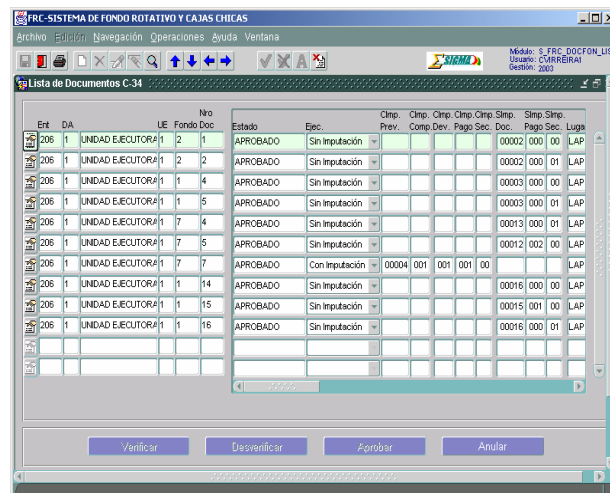 FRC-SISTEMA DE FONDO ROTATIVO Y CAJAS CHICAS
Archivo Edición Navegación Operaciones Ayuda Ventana
ΣSIGMA
Módulo: S_FRC_DOCFON_LIS
Usuario: CVIRREIRA1
Gestión: 2003
Lista de Documentos C-34
Ent DA UE Fondo Nro Doc Estado Ejec. CImp. Prev. CImp. Comp. CImp. Dev. CImp. Pago CImp. Sec. SImp. Doc. SImp. Pago SImp. Sec. Luga
206 1 UNIDAD EJECUTORA 1 2 1 APROBADO Sin Imputación 00002 000 00 LAP
206 1 UNIDAD EJECUTORA 1 2 2 APROBADO Sin Imputación 00002 000 01 LAP
206 1 UNIDAD EJECUTORA 1 1 4 APROBADO Sin Imputación 00003 000 00 LAP
206 1 UNIDAD EJECUTORA 1 1 5 APROBADO Sin Imputación 00003 000 01 LAP
206 1 UNIDAD EJECUTORA 1 7 4 APROBADO Sin Imputación 00013 000 01 LAP
206 1 UNIDAD EJECUTORA 1 7 5 APROBADO Sin Imputación 00012 002 00 LAP
206 1 UNIDAD EJECUTORA 1 7 7 APROBADO Con Imputación 00004 001 001 001 00 LAP
206 1 UNIDAD EJECUTORA 1 1 14 APROBADO Sin Imputación 00016 000 00 LAP
206 1 UNIDAD EJECUTORA 1 1 15 APROBADO Sin Imputación 00015 001 00 LAP
206 1 UNIDAD EJECUTORA 1 1 16 APROBADO Sin Imputación 00016 000 01 LAP
Verificar Desverificar Aprobar Anular